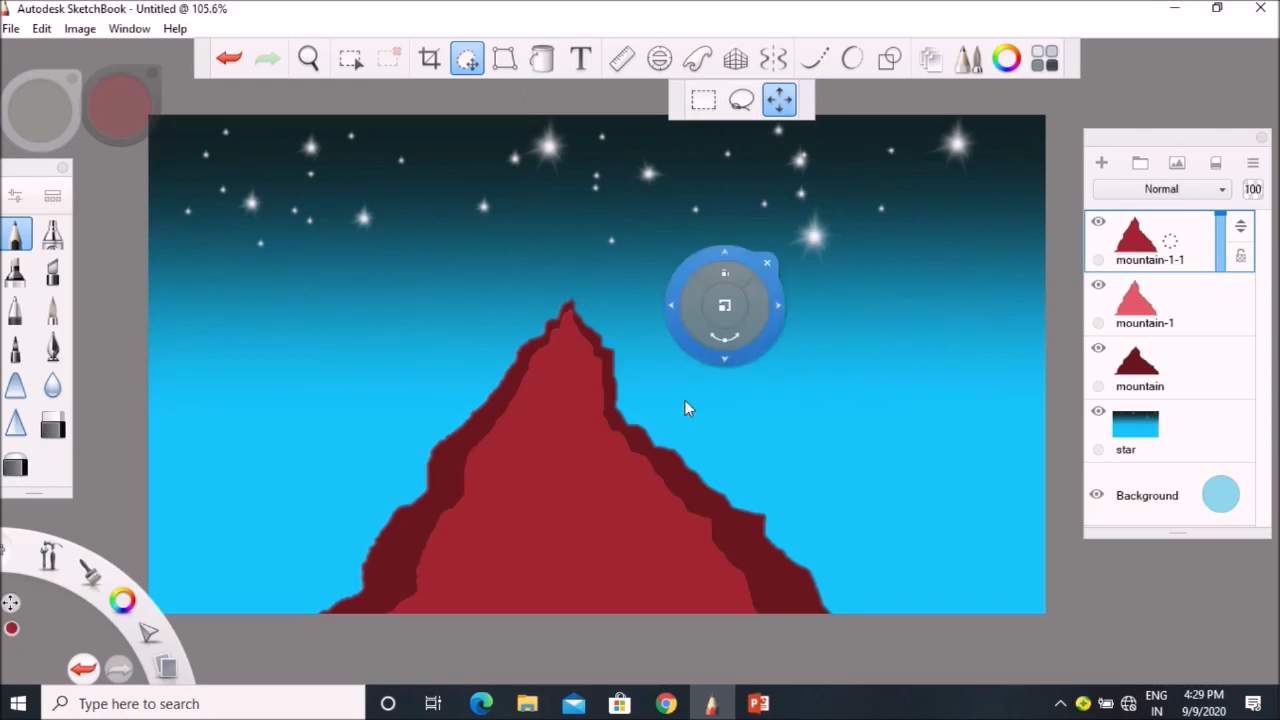 Autodesk SketchBook - Untitled @ 105.6%
File Edit Image Window Help
T
Normal 100
mountain-1-1
mountain-1
mountain
star
Background
Type here to search
ENG
IN
4:29 PM
9/9/2020